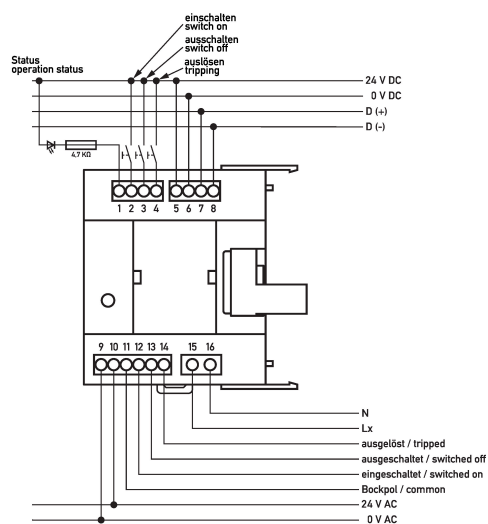 einschalten
switch on
ausschalten
switch off
auslösen
tripping
Status
operation status
24 V DC
0 V DC
D (+)
D (-)
4,7 KΩ
1 2 3 4 5 6 7 8
9 10 11 12 13 14 15 16
N
Lx
ausgelöst / tripped
ausgeschaltet / switched off
eingeschaltet / switched on
Bockpol / common
24 V AC
0 V AC